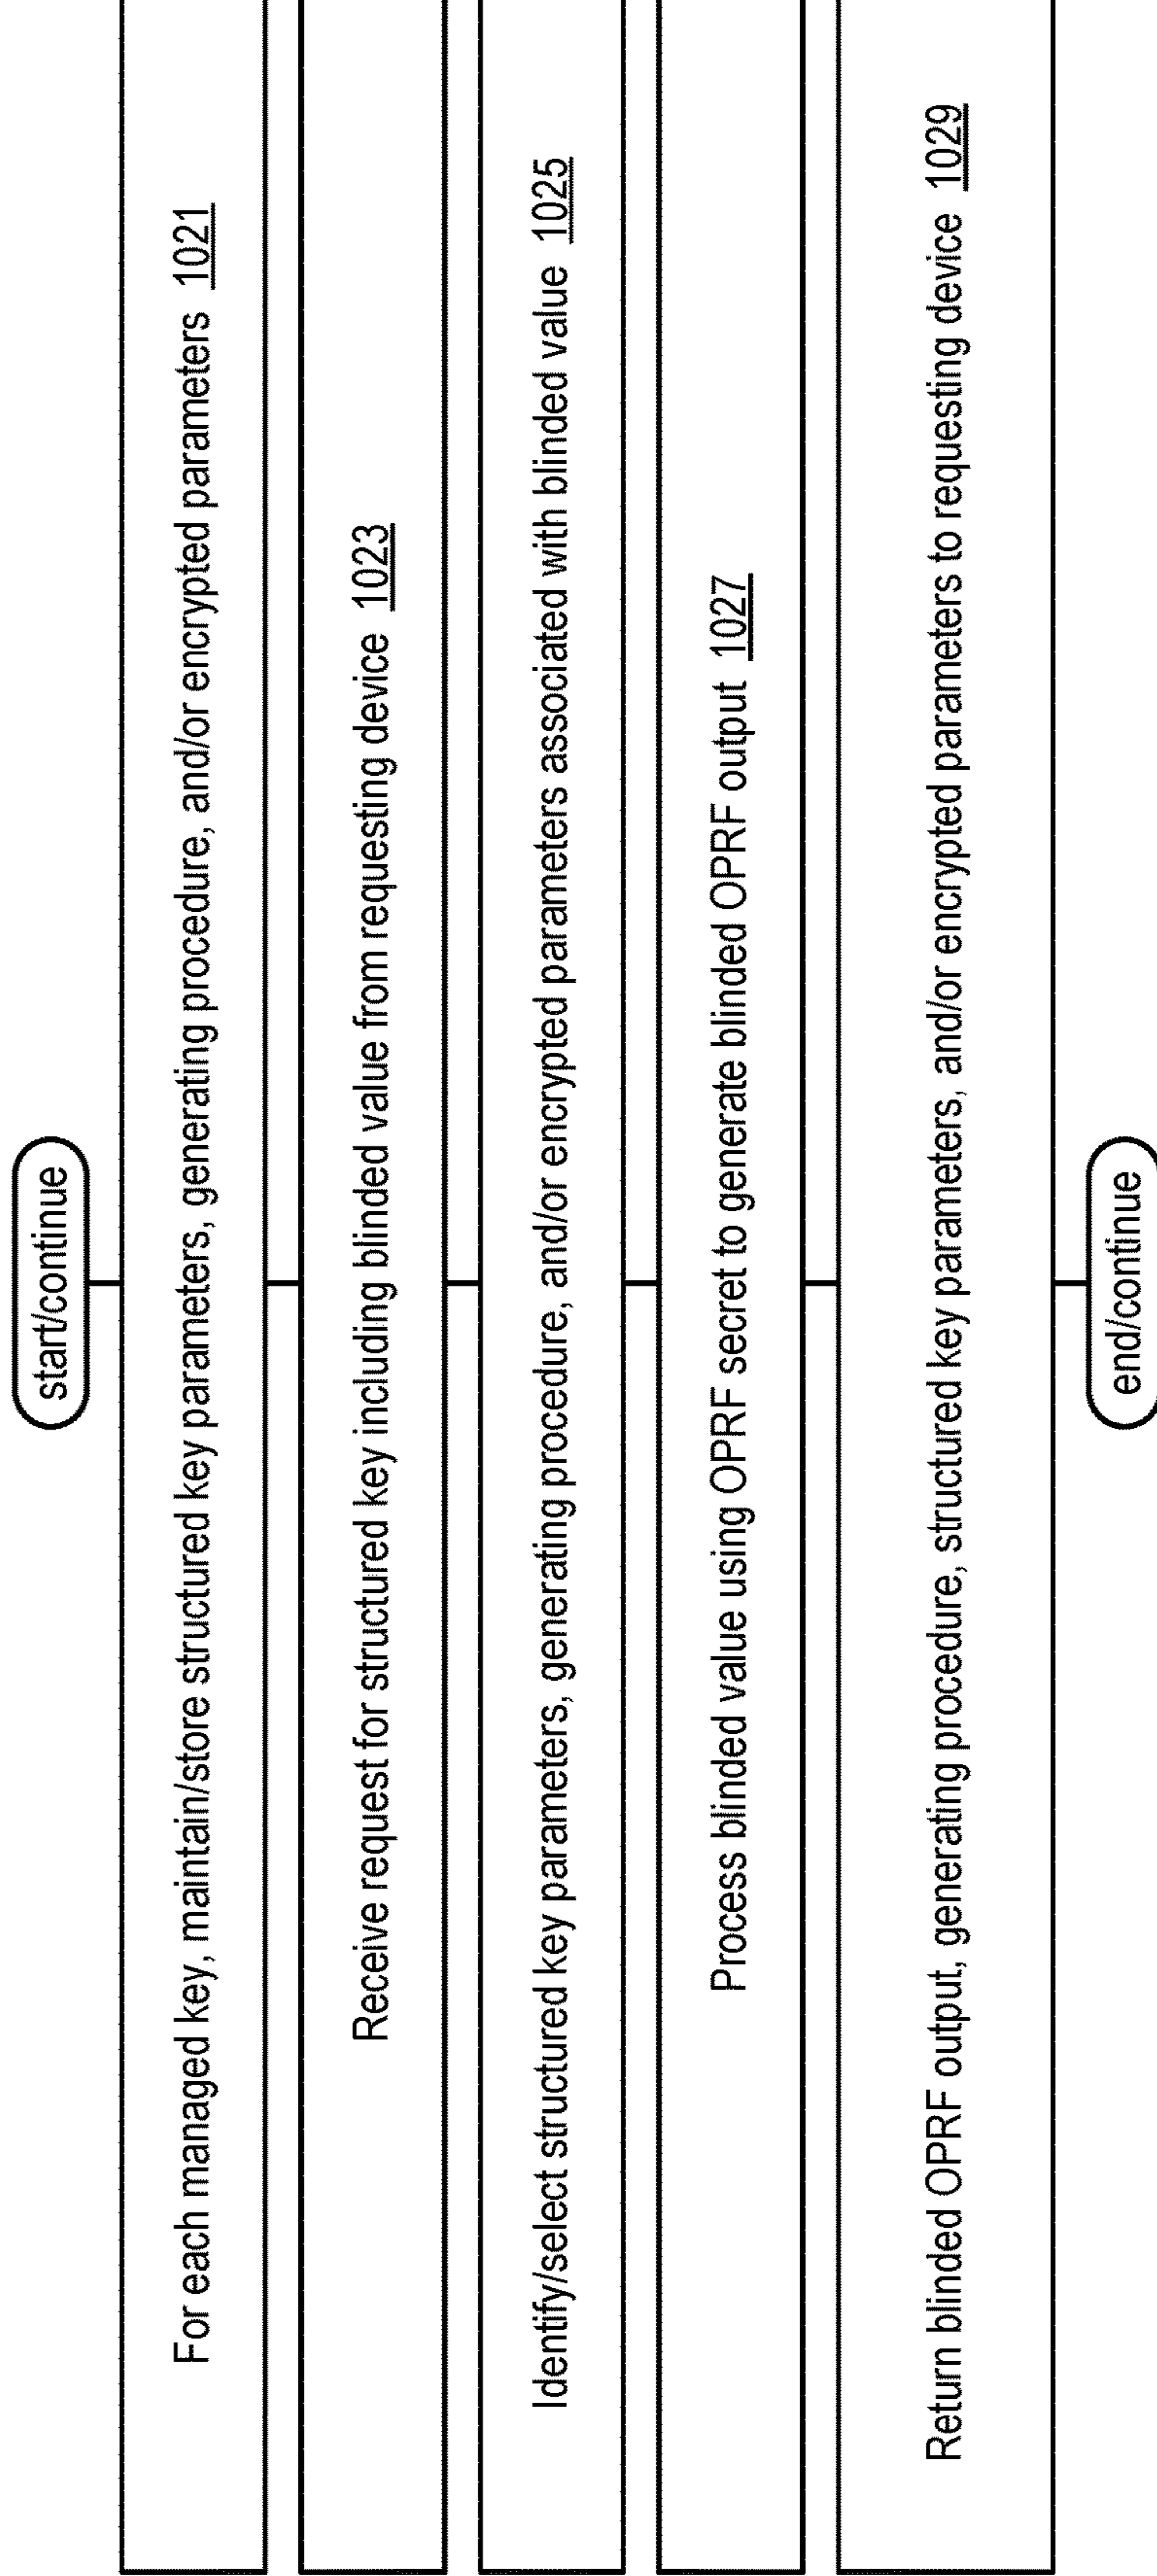 start/continue
For each managed key, maintain/store structured key parameters, generating procedure, and/or encrypted parameters 1021
Receive request for structured key including blinded value from requesting device 1023
Identify/select structured key parameters, generating procedure, and/or encrypted parameters associated with blinded value 1025
Process blinded value using OPRF secret to generate blinded OPRF output 1027
Return blinded OPRF output, generating procedure, structured key parameters, and/or encrypted parameters to requesting device 1029
end/continue